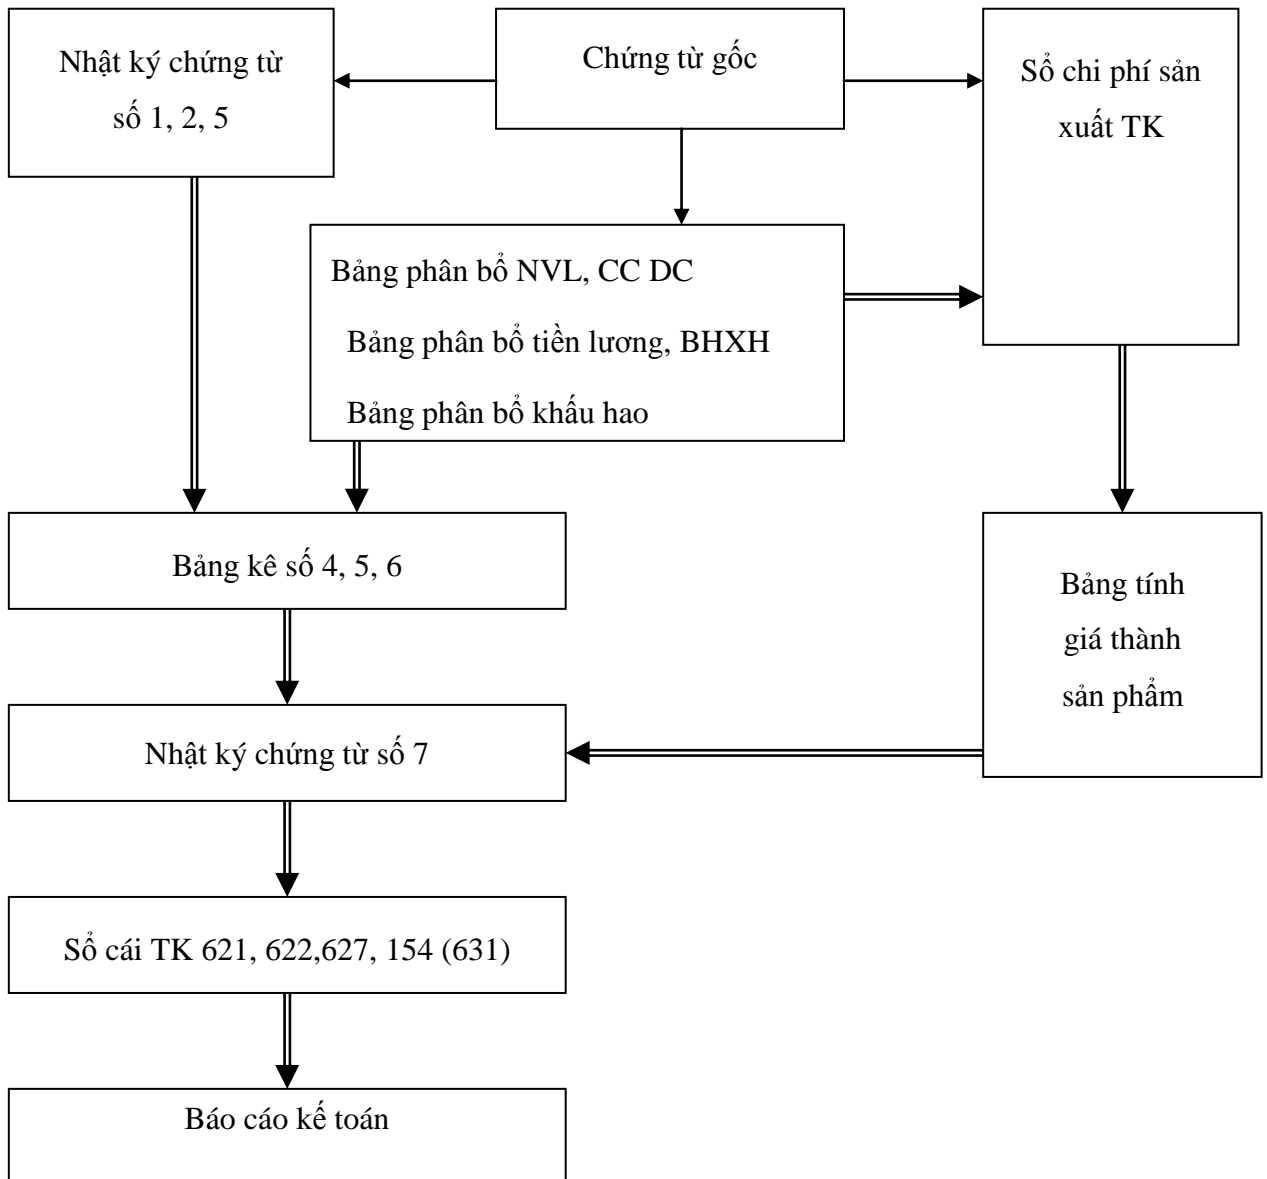 Nhật ký chứng từ
số 1, 2, 5
Chứng từ gốc
Sổ chi phí sản
xuất TK
Bảng phân bổ NVL, CC DC
Bảng phân bổ tiền lương, BHXH
Bảng phân bổ khấu hao
Bảng kê số 4, 5, 6
Bảng tính
giá thành
sản phẩm
Nhật ký chứng từ số 7
Sổ cái TK 621, 622,627, 154 (631)
Báo cáo kế toán